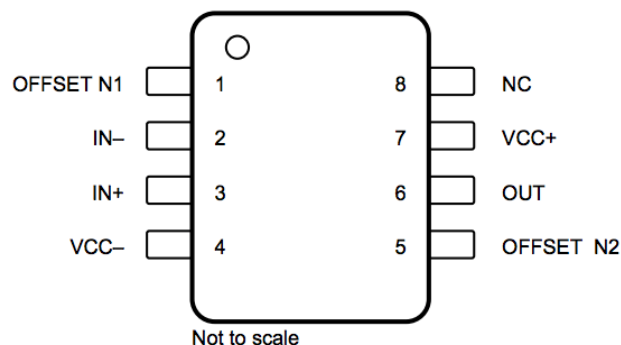 OFFSET N1 1 8 NC
IN– 2 7 VCC+
IN+ 3 6 OUT
VCC– 4 5 OFFSET N2
Not to scale